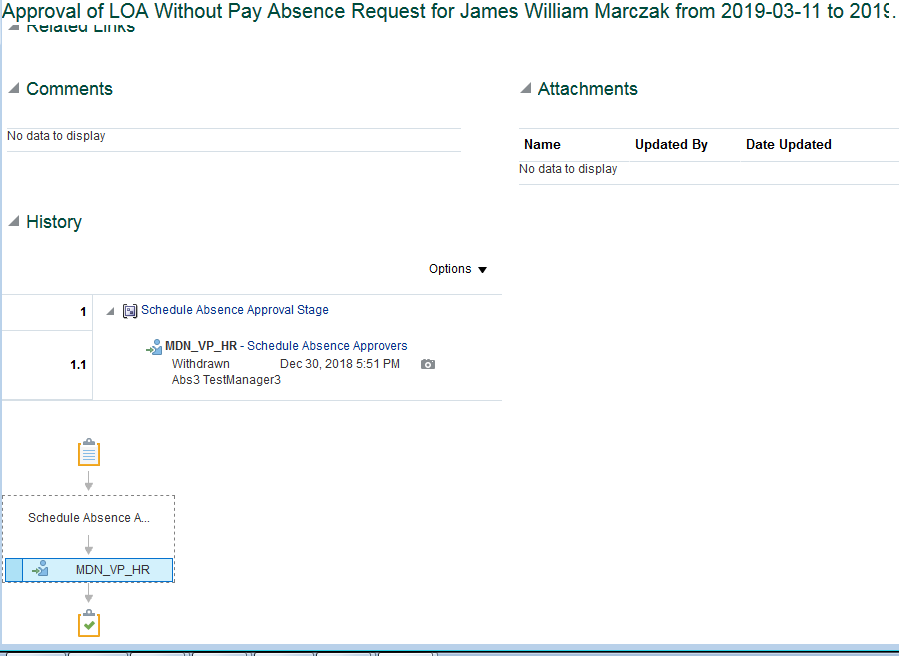 Approval of LOA Without Pay Absence Request for James William Marczak from 2019-03-11 to 2019.
Related Links
Comments
No data to display
Attachments
Name Updated By Date Updated
No data to display
History
Options
1 Schedule Absence Approval Stage
1.1 MDN_VP_HR - Schedule Absence Approvers
Withdrawn Dec 30, 2018 5:51 PM
Abs3 TestManager3
Schedule Absence A...
MDN_VP_HR